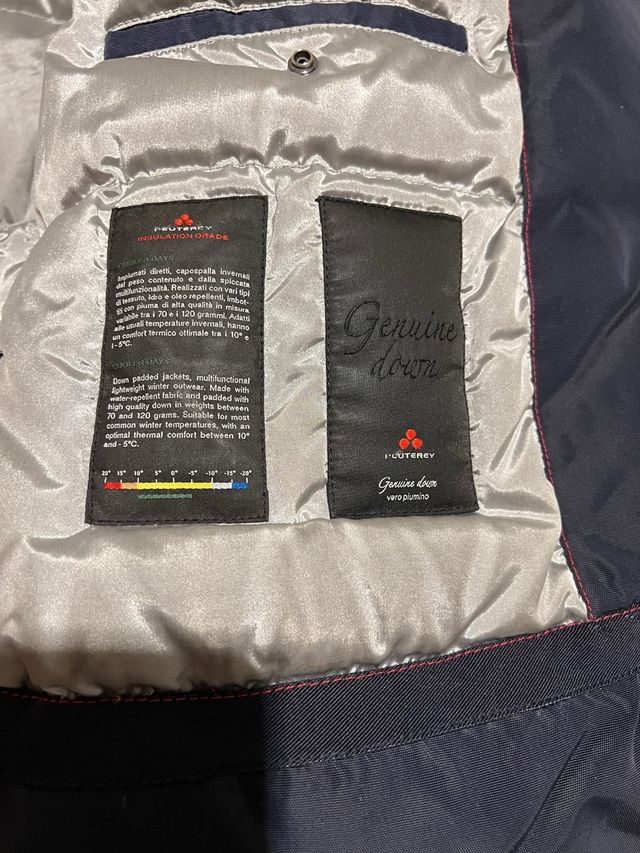 PEUTEREY
INSULATION GRADE
COOLER DAYS
Impiumati diretti, capospalla invernali
dal peso contenuto e dalla spiccata
multifunzionalità. Realizzati con vari tipi
di tessuto, idro e oleo repellenti, imbot-
titi con piuma di alta qualità in misura
variabile tra i 70 e i 120 grammi. Adatti
alle usuali temperature invernali, hanno
un comfort termico ottimale tra i 10° e
i -5°C.
COOLER DAYS
Down padded jackets, multifunctional
lightweight winter outwear. Made with
water-repellent fabric and padded with
high quality down in weights between
70 and 120 grams. Suitable for most
common winter temperatures, with an
optimal thermal comfort between 10°
and -5°C.
20° 15° 10° 5° 0° -5° -10° -15° -20°
Genuine
down
PEUTEREY
Genuine down
vero piumino